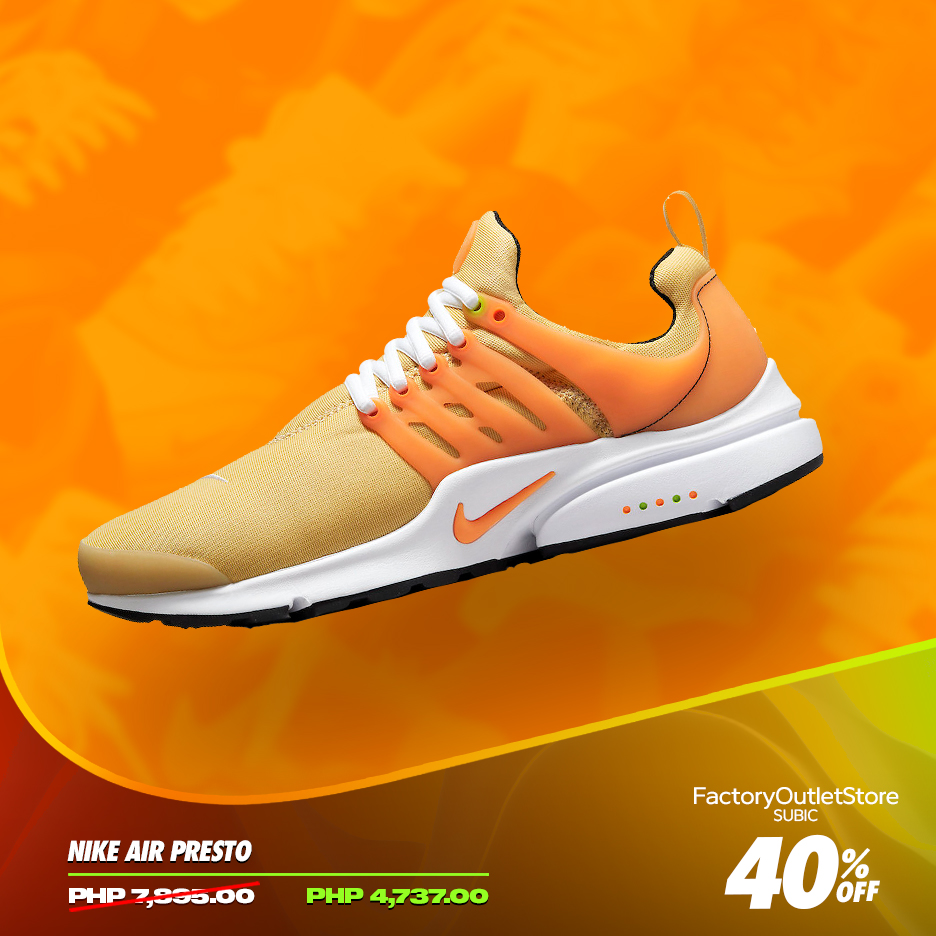 FactoryOutletStore
SUBIC
NIKE AIR PRESTO
40% OFF
PHP 7,895.00 PHP 4,737.00